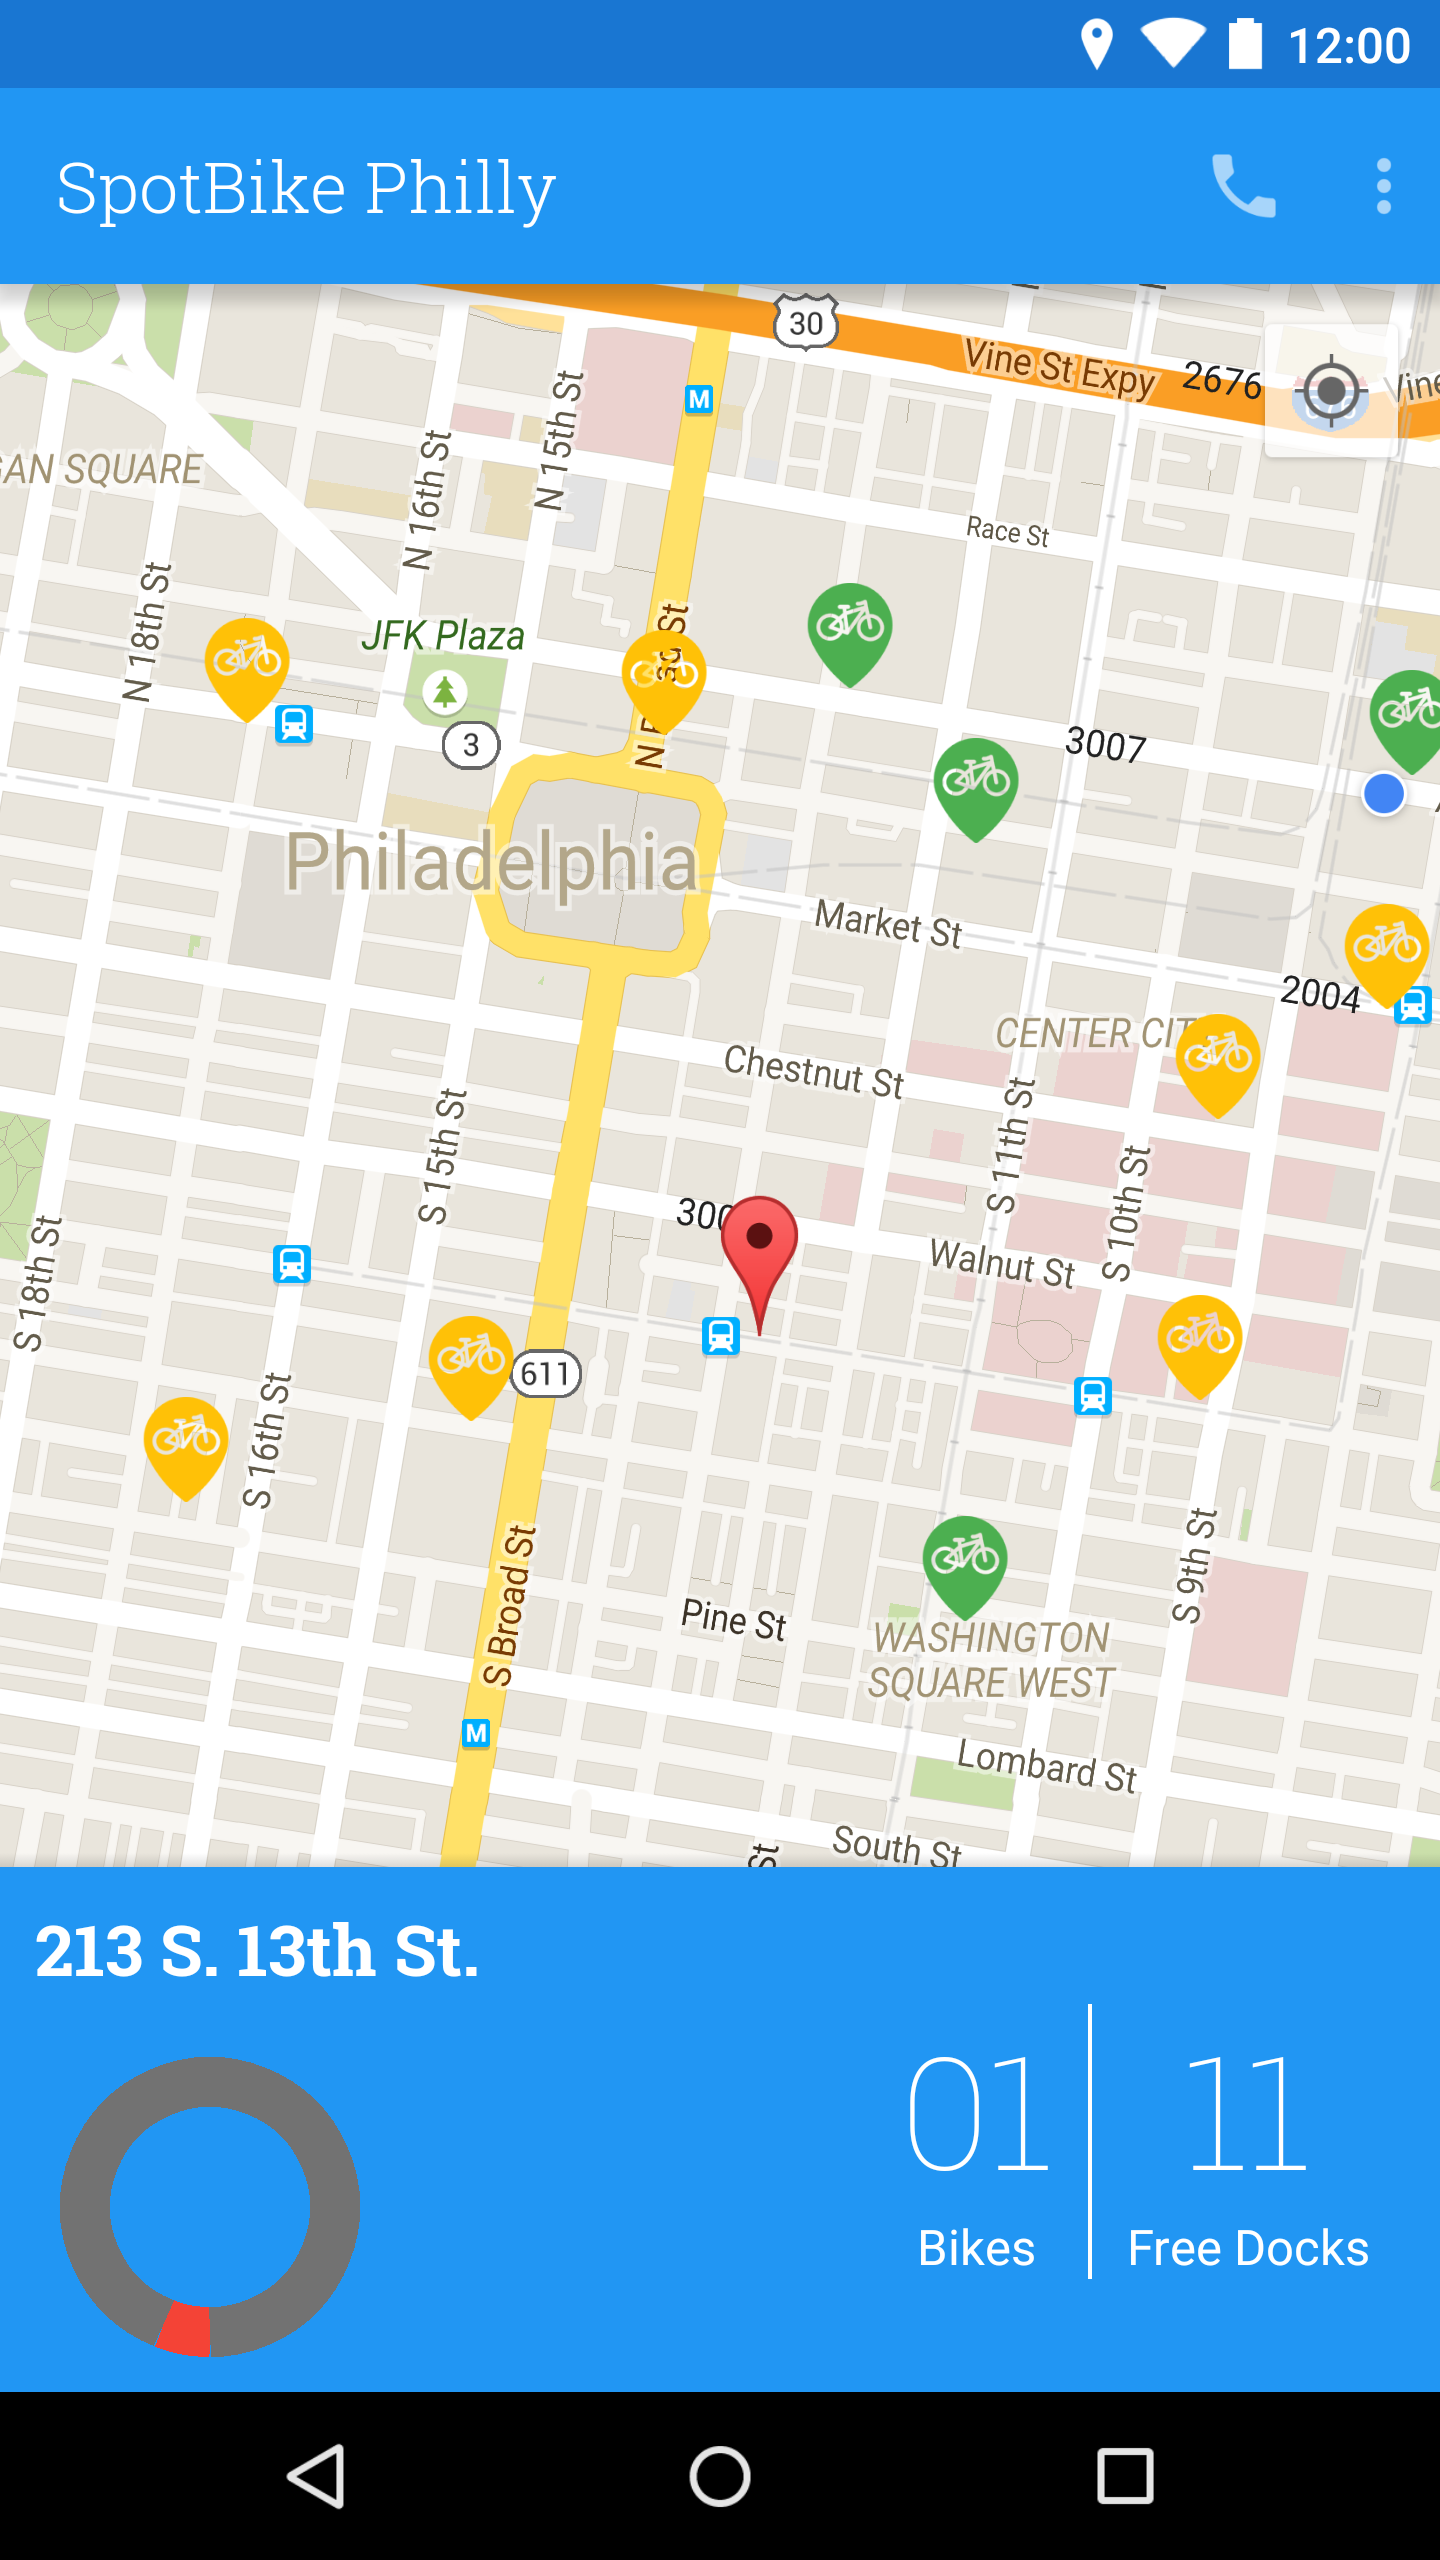 12:00
SpotBike Philly
30
Vine St Expy
2676
Vine
M
N 15th St
N 16th St
GAN SQUARE
Race St
N 18th St
JFK Plaza
3
3007
Philadelphia
Market St
2004
CENTER CIT
Chestnut St
S 15th St
S 11th St
S 10th St
300
Walnut St
S 18th St
611
S 16th St
S 9th St
S Broad St
Pine St
WASHINGTON
SQUARE WEST
M
Lombard St
South St
St
213 S. 13th St.
01
11
Bikes
Free Docks